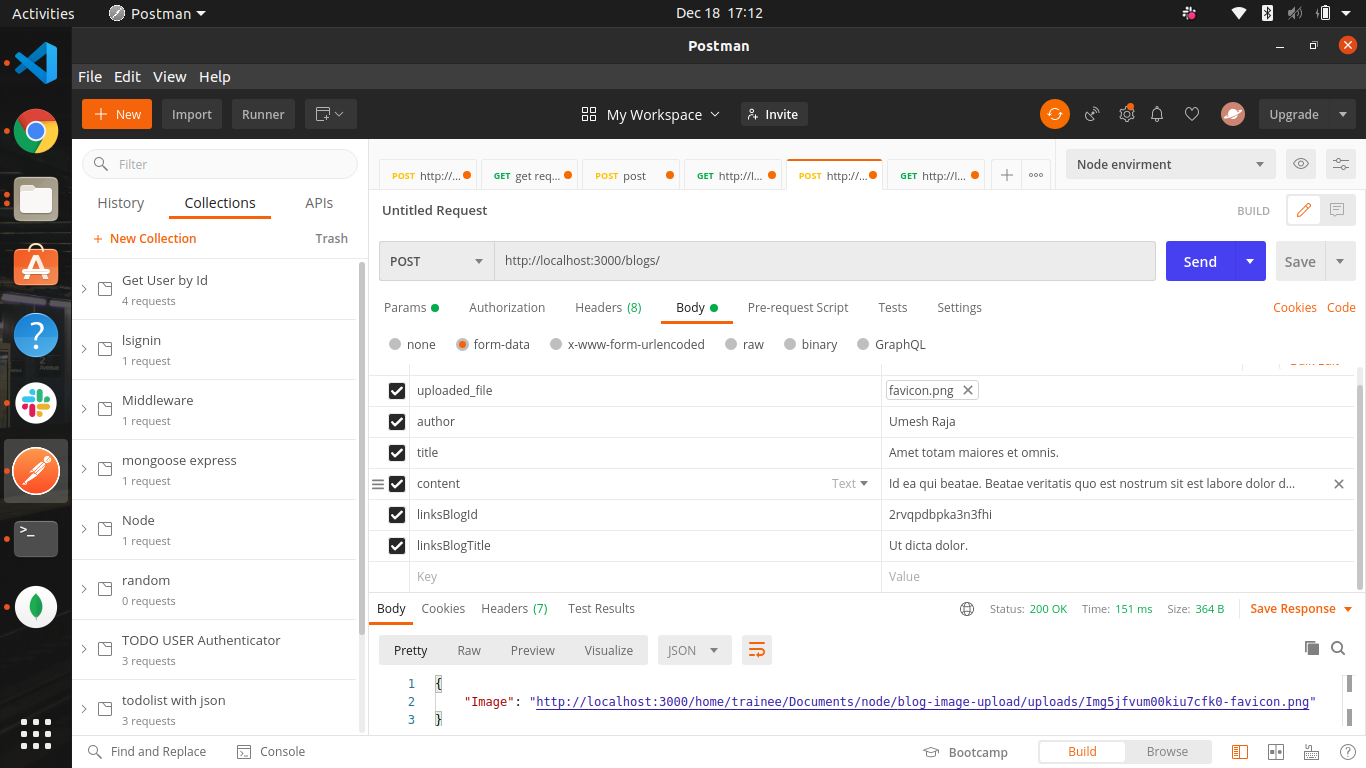 Activities Postman Dec 18 17:12
Postman
File Edit View Help
New Import Runner My Workspace Invite Upgrade
Filter
History Collections APIs
New Collection Trash
Get User by Id
4 requests
lsignin
1 request
Middleware
1 request
mongoose express
1 request
Node
1 request
random
0 requests
TODO USER Authenticator
3 requests
todolist with json
3 requests
POST http://... GET get req... POST post GET http://l... POST http://... GET http://l...
Node envirment
Untitled Request BUILD
POST http://localhost:3000/blogs/ Send Save
Params Authorization Headers (8) Body Pre-request Script Tests Settings Cookies Code
none form-data x-www-form-urlencoded raw binary GraphQL
uploaded_file favicon.png
author Umesh Raja
title Amet totam maiores et omnis.
content Text Id ea qui beatae. Beatae veritatis quo est nostrum sit est labore dolor d...
linksBlogId 2rvqpdbpka3n3fhi
linksBlogTitle Ut dicta dolor.
Key Value
Body Cookies Headers (7) Test Results Status: 200 OK Time: 151 ms Size: 364 B Save Response
Pretty Raw Preview Visualize JSON
1 {
2 "Image": "http://localhost:3000/home/trainee/Documents/node/blog-image-upload/uploads/Img5jfvum00kiu7cfk0-favicon.png"
3 }
Find and Replace Console Bootcamp Build Browse